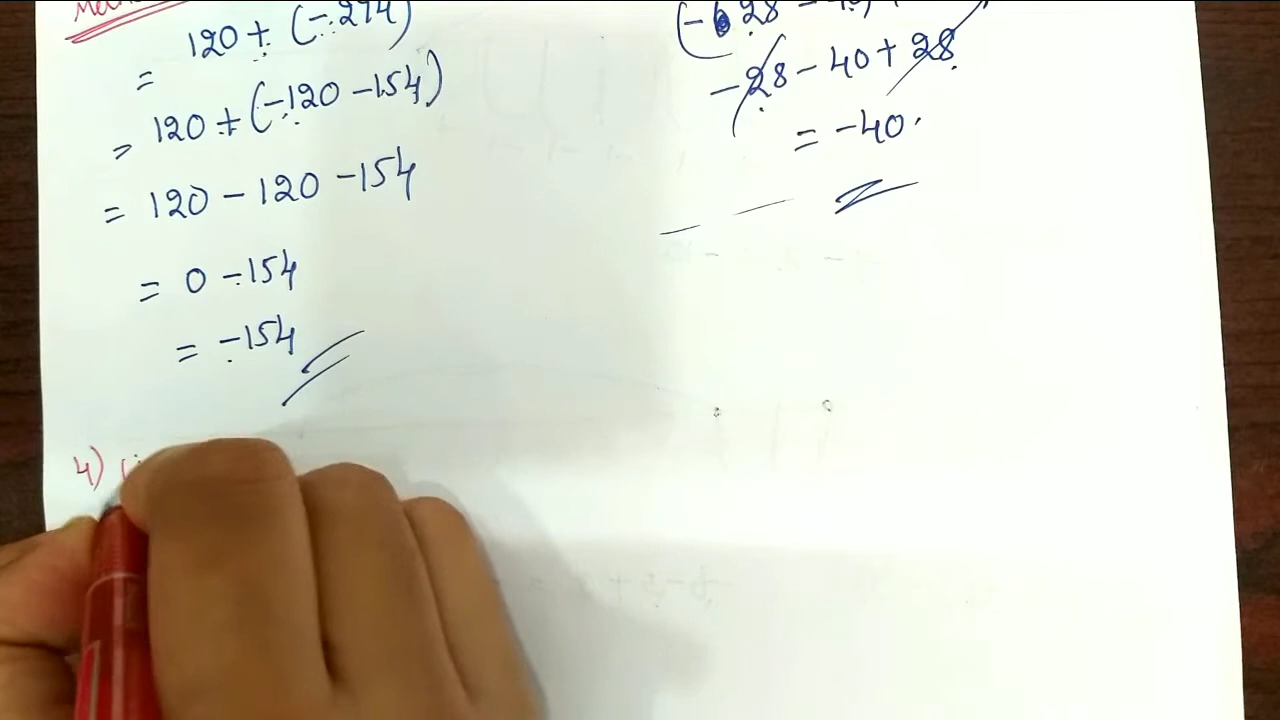 120 + (-274)
= 120 + (-120 - 154)
= 120 - 120 - 154
= 0 - 154
= -154
-28 - 40 + 28
= -40.
4) (i